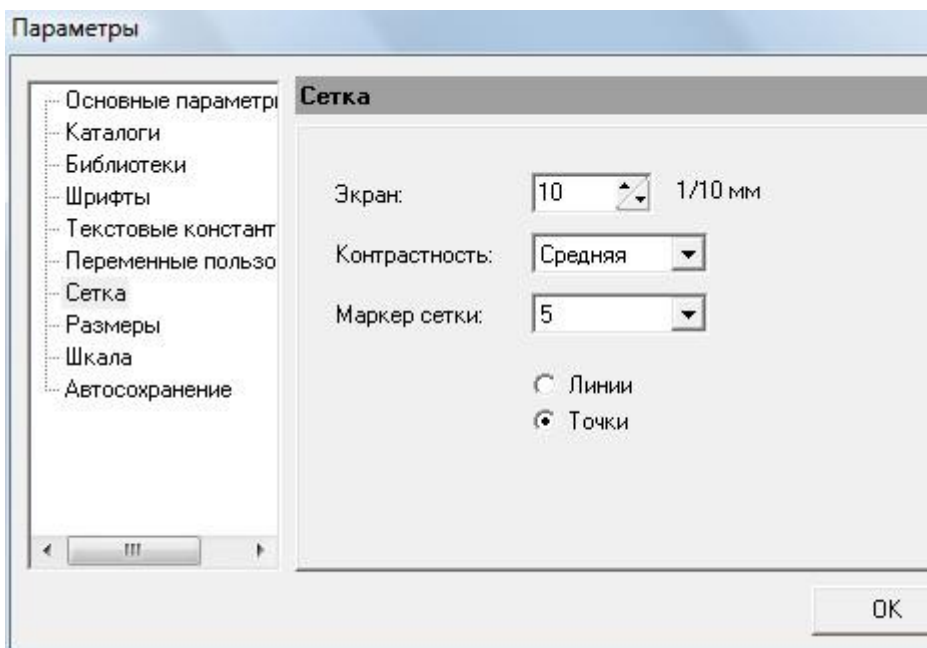 Параметры
Основные параметры
Каталоги
Библиотеки
Шрифты
Текстовые констант
Переменные пользо
Сетка
Размеры
Шкала
Автосохранение
Сетка
Экран: 10 1/10 мм
Контрастность: Средняя
Маркер сетки: 5
Линии
Точки
OK